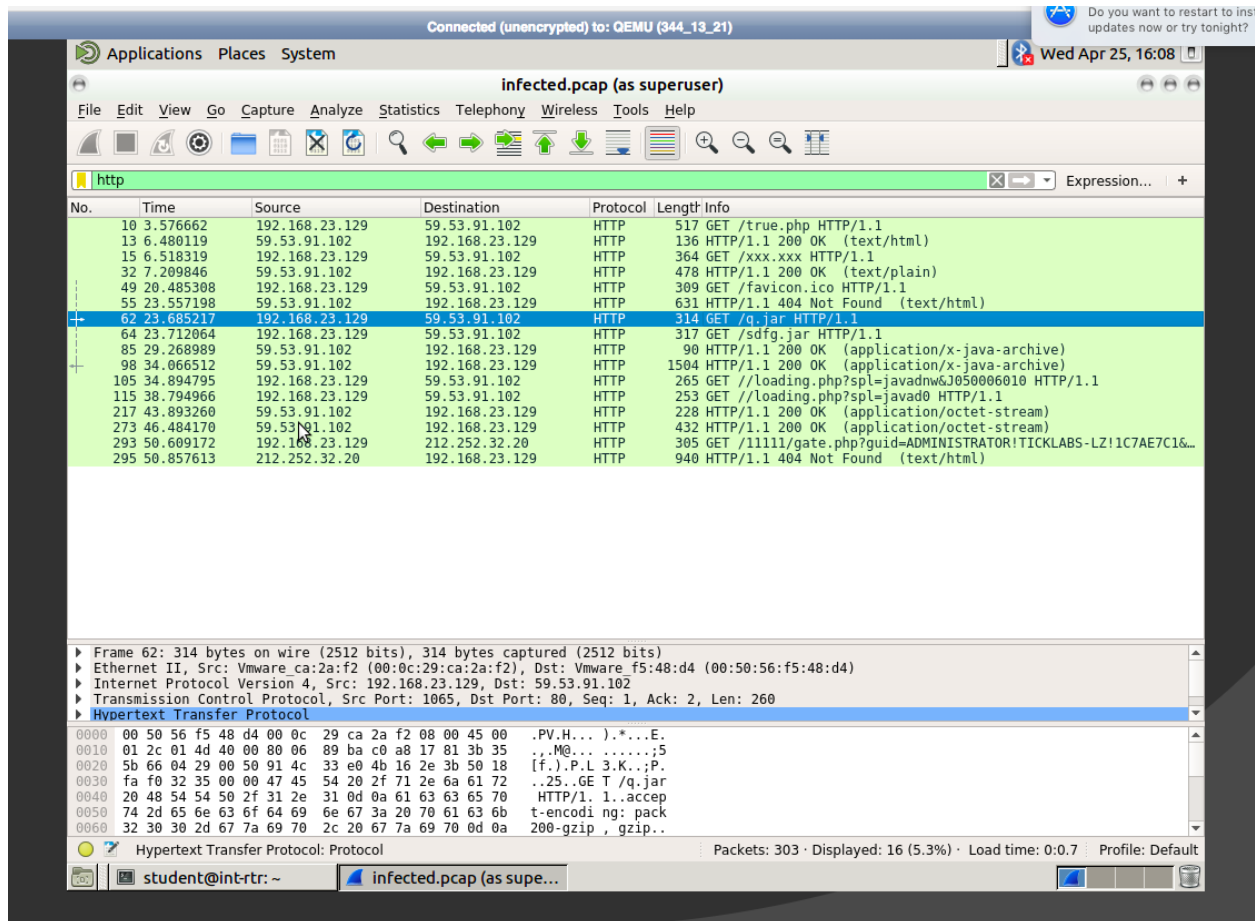 Connected (unencrypted) to: QEMU (344_13_21)
Do you want to restart to inst
updates now or try tonight?
Applications Places System
Wed Apr 25, 16:08
infected.pcap (as superuser)
File Edit View Go Capture Analyze Statistics Telephony Wireless Tools Help
http
Expression... +
No. Time Source Destination Protocol Length Info
10 3.576662 192.168.23.129 59.53.91.102 HTTP 517 GET /true.php HTTP/1.1
13 6.480119 59.53.91.102 192.168.23.129 HTTP 136 HTTP/1.1 200 OK (text/html)
15 6.518319 192.168.23.129 59.53.91.102 HTTP 364 GET /xxx.xxx HTTP/1.1
32 7.209846 59.53.91.102 192.168.23.129 HTTP 478 HTTP/1.1 200 OK (text/plain)
49 20.485308 192.168.23.129 59.53.91.102 HTTP 309 GET /favicon.ico HTTP/1.1
55 23.557198 59.53.91.102 192.168.23.129 HTTP 631 HTTP/1.1 404 Not Found (text/html)
62 23.685217 192.168.23.129 59.53.91.102 HTTP 314 GET /q.jar HTTP/1.1
64 23.712064 192.168.23.129 59.53.91.102 HTTP 317 GET /sdfg.jar HTTP/1.1
85 29.268989 59.53.91.102 192.168.23.129 HTTP 90 HTTP/1.1 200 OK (application/x-java-archive)
98 34.066512 59.53.91.102 192.168.23.129 HTTP 1504 HTTP/1.1 200 OK (application/x-java-archive)
105 34.894795 192.168.23.129 59.53.91.102 HTTP 265 GET //loading.php?spl=javadnw&J050006010 HTTP/1.1
115 38.794966 192.168.23.129 59.53.91.102 HTTP 253 GET //loading.php?spl=javad0 HTTP/1.1
217 43.893260 59.53.91.102 192.168.23.129 HTTP 228 HTTP/1.1 200 OK (application/octet-stream)
273 46.484170 59.53.91.102 192.168.23.129 HTTP 432 HTTP/1.1 200 OK (application/octet-stream)
293 50.609172 192.168.23.129 212.252.32.20 HTTP 305 GET /11111/gate.php?guid=ADMINISTRATOR!TICKLABS-LZ!1C7AE7C1&…
295 50.857613 212.252.32.20 192.168.23.129 HTTP 940 HTTP/1.1 404 Not Found (text/html)
Frame 62: 314 bytes on wire (2512 bits), 314 bytes captured (2512 bits)
Ethernet II, Src: Vmware_ca:2a:f2 (00:0c:29:ca:2a:f2), Dst: Vmware_f5:48:d4 (00:50:56:f5:48:d4)
Internet Protocol Version 4, Src: 192.168.23.129, Dst: 59.53.91.102
Transmission Control Protocol, Src Port: 1065, Dst Port: 80, Seq: 1, Ack: 2, Len: 260
Hypertext Transfer Protocol
0000 00 50 56 f5 48 d4 00 0c 29 ca 2a f2 08 00 45 00 .PV.H... ).*...E.
0010 01 2c 01 4d 40 00 80 06 89 ba c0 a8 17 81 3b 35 .,.M@... ......;5
0020 5b 66 04 29 00 50 91 4c 33 e0 4b 16 2e 3b 50 18 [f.).P.L 3.K..;P.
0030 fa f0 32 35 00 00 47 45 54 20 2f 71 2e 6a 61 72 ..25..GE T /q.jar
0040 20 48 54 54 50 2f 31 2e 31 0d 0a 61 63 63 65 70 HTTP/1. 1..accep
0050 74 2d 65 6e 63 6f 64 69 6e 67 3a 20 70 61 63 6b t-encodi ng: pack
0060 32 30 30 2d 67 7a 69 70 2c 20 67 7a 69 70 0d 0a 200-gzip , gzip..
Hypertext Transfer Protocol: Protocol
Packets: 303 · Displayed: 16 (5.3%) · Load time: 0:0.7 Profile: Default
student@int-rtr: ~
infected.pcap (as supe...